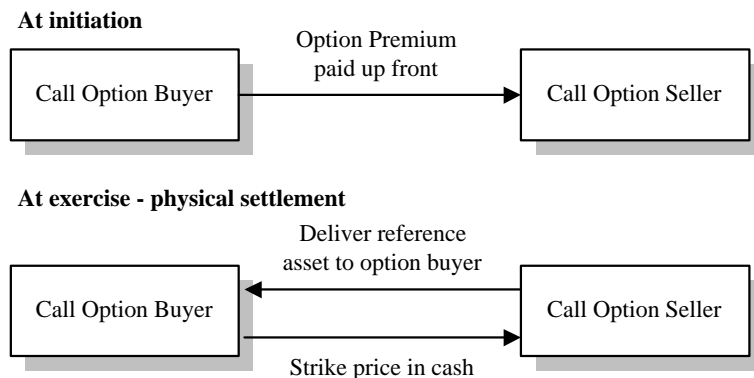 At initiation
Option Premium
paid up front
Call Option Buyer
Call Option Seller
At exercise - physical settlement
Deliver reference
asset to option buyer
Call Option Buyer
Call Option Seller
Strike price in cash